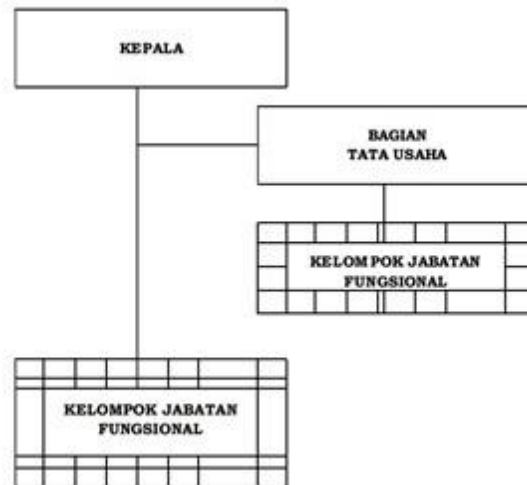 KEPALA
BAGIAN
TATA USAHA
KELOMPOK JABATAN
FUNGSIONAL
KELOMPOK JABATAN
FUNGSIONAL